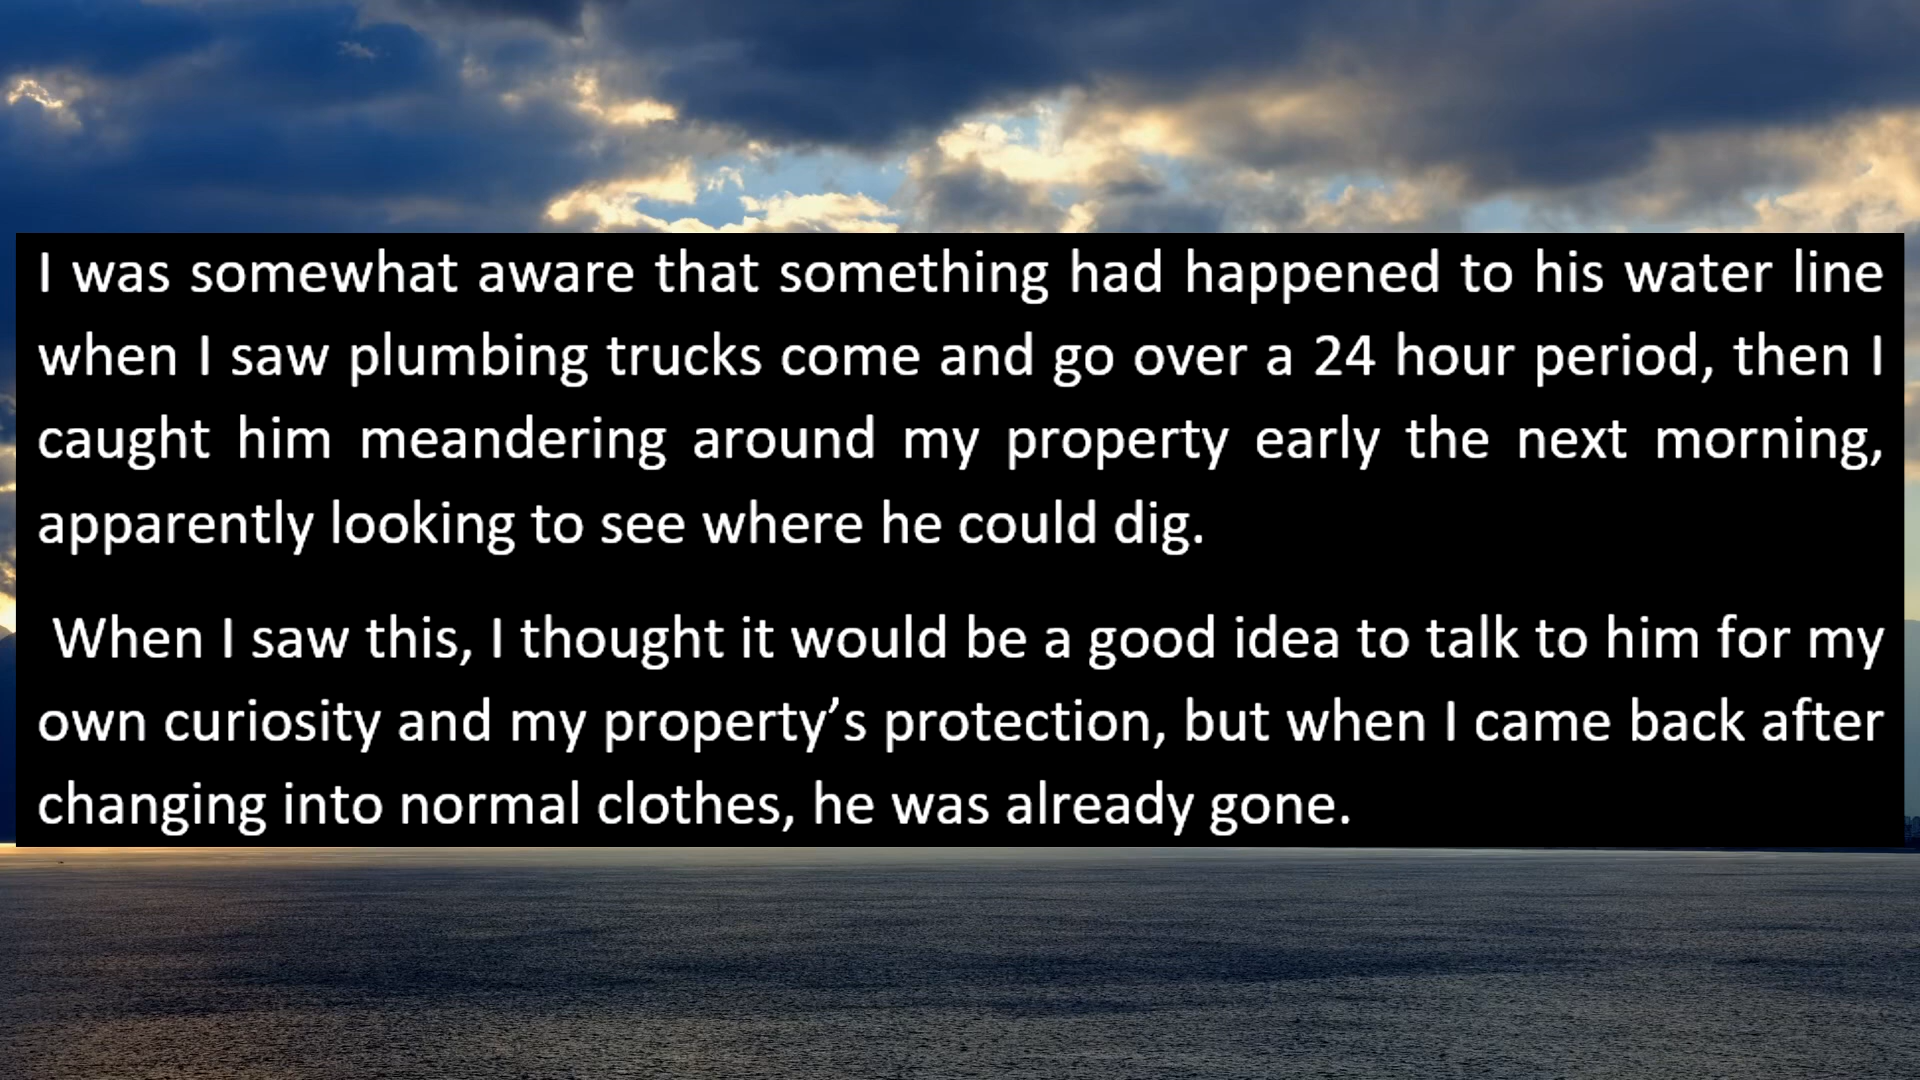 I was somewhat aware that something had happened to his water line
when I saw plumbing trucks come and go over a 24 hour period, then I
caught him meandering around my property early the next morning,
apparently looking to see where he could dig.
When I saw this, I thought it would be a good idea to talk to him for my
own curiosity and my property’s protection, but when I came back after
changing into normal clothes, he was already gone.